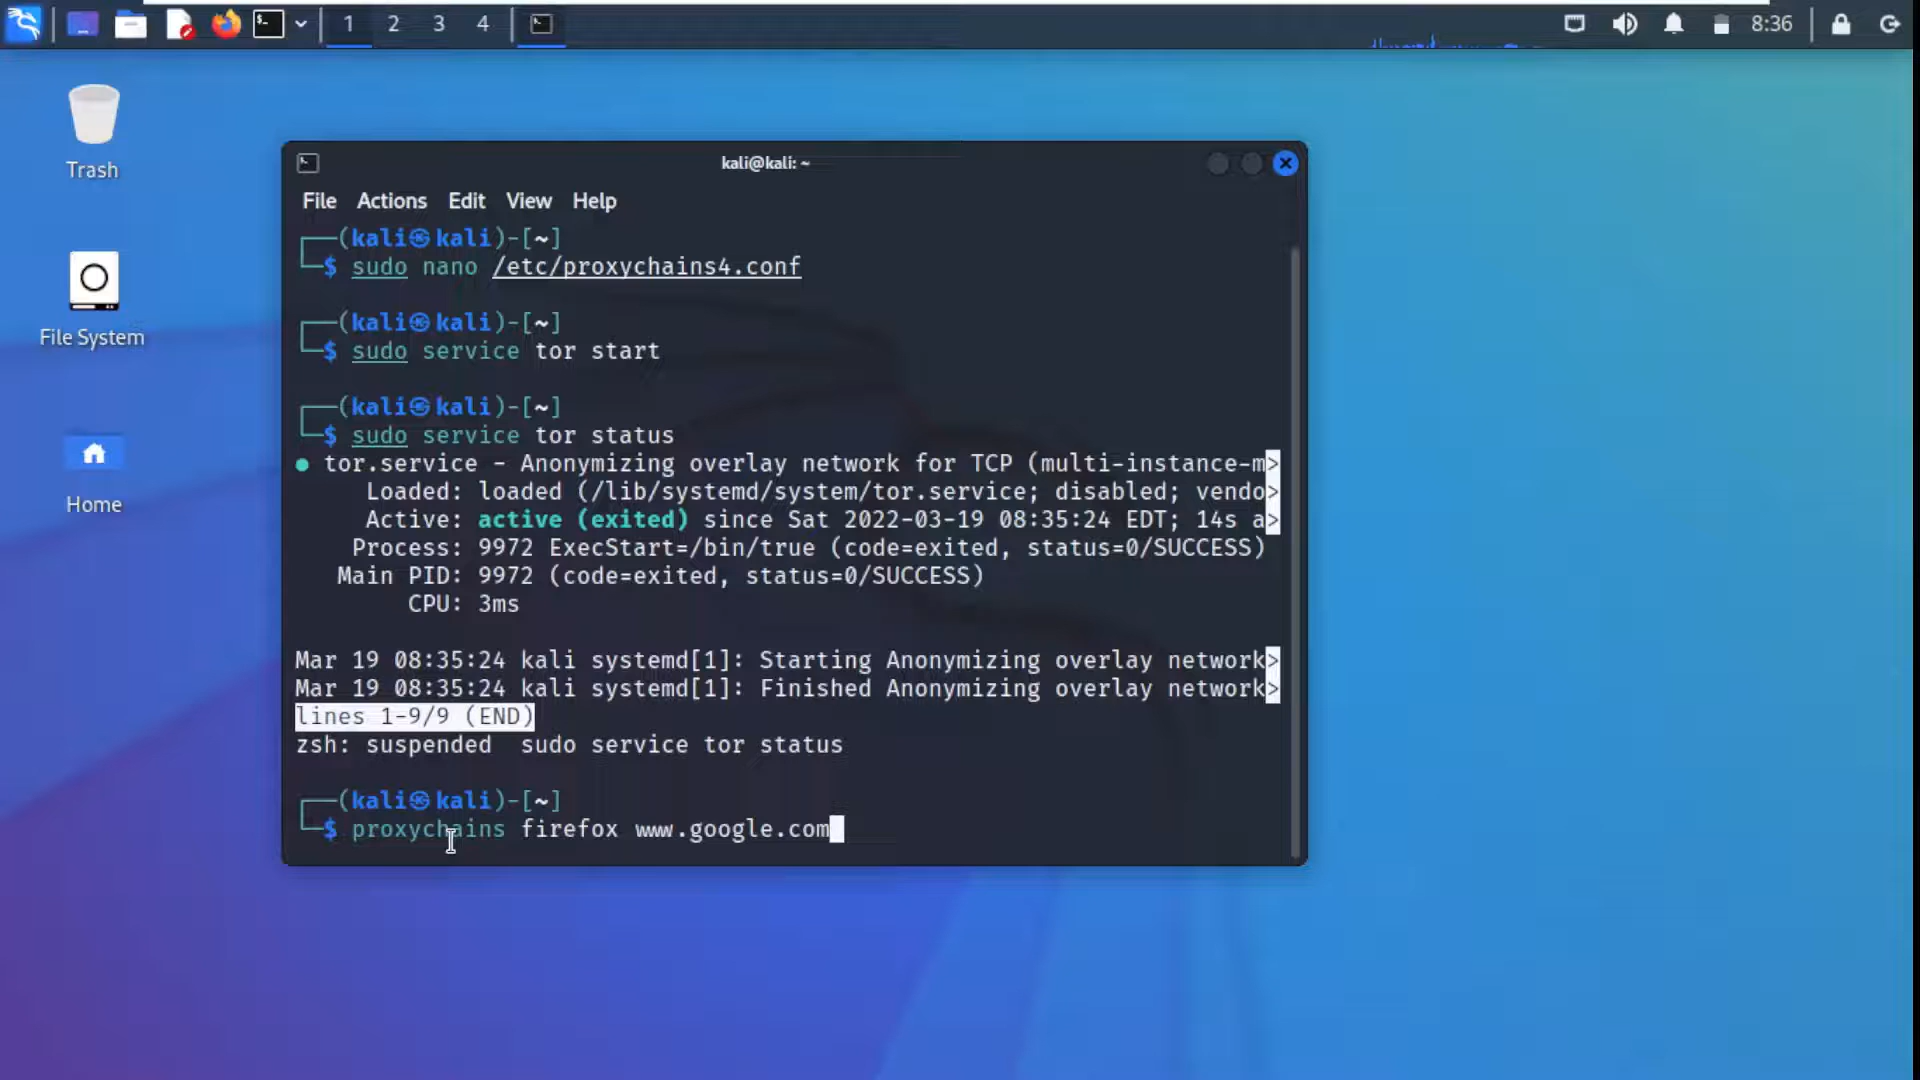 1 2 3 4 8:36
Trash
File System
Home
kali@kali: ~
File Actions Edit View Help
┌──(kali㉿kali)-[~]
└─$ sudo nano /etc/proxychains4.conf
┌──(kali㉿kali)-[~]
└─$ sudo service tor start
┌──(kali㉿kali)-[~]
└─$ sudo service tor status
● tor.service - Anonymizing overlay network for TCP (multi-instance-m>
Loaded: loaded (/lib/systemd/system/tor.service; disabled; vendo>
Active: active (exited) since Sat 2022-03-19 08:35:24 EDT; 14s a>
Process: 9972 ExecStart=/bin/true (code=exited, status=0/SUCCESS)
Main PID: 9972 (code=exited, status=0/SUCCESS)
CPU: 3ms
Mar 19 08:35:24 kali systemd[1]: Starting Anonymizing overlay network>
Mar 19 08:35:24 kali systemd[1]: Finished Anonymizing overlay network>
lines 1-9/9 (END)
zsh: suspended  sudo service tor status
┌──(kali㉿kali)-[~]
└─$ proxychains firefox www.google.com